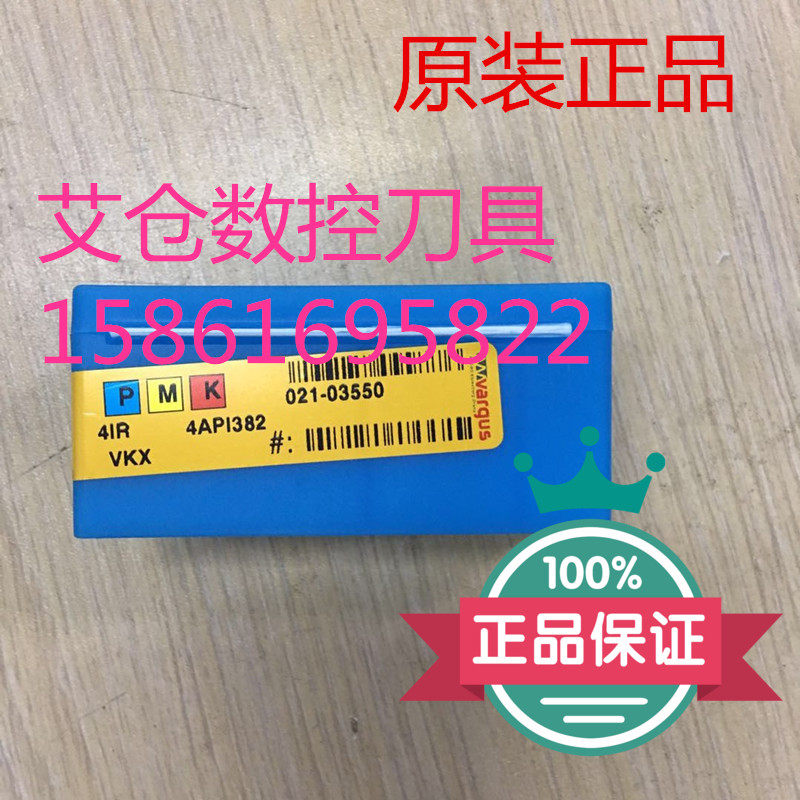 原装正品
艾仓数控刀具
15861695822
P M K
021-03550
4IR 4API382
VKX #:
vargus
100%
正品保证